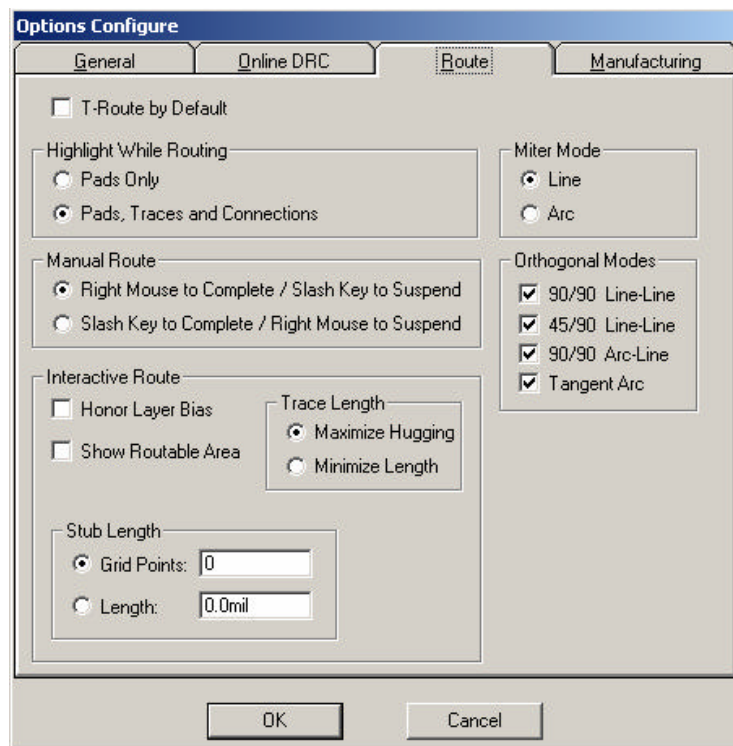 Options Configure
General
Online DRC
Route
Manufacturing
T-Route by Default
Highlight While Routing
Pads Only
Pads, Traces and Connections
Miter Mode
Line
Arc
Manual Route
Right Mouse to Complete / Slash Key to Suspend
Slash Key to Complete / Right Mouse to Suspend
Orthogonal Modes
90/90 Line-Line
45/90 Line-Line
90/90 Arc-Line
Tangent Arc
Interactive Route
Honor Layer Bias
Show Routable Area
Trace Length
Maximize Hugging
Minimize Length
Stub Length
Grid Points: 0
Length: 0.0mil
OK
Cancel